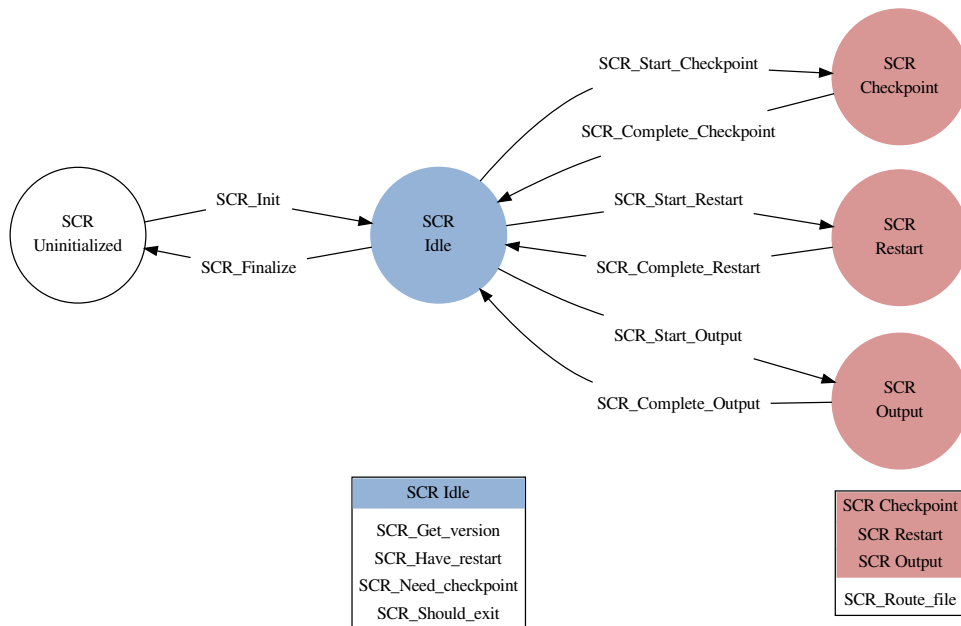 SCR
Uninitialized
SCR_Init
SCR_Finalize
SCR
Idle
SCR_Start_Checkpoint
SCR_Complete_Checkpoint
SCR_Start_Restart
SCR_Complete_Restart
SCR_Start_Output
SCR_Complete_Output
SCR
Checkpoint
SCR
Restart
SCR
Output
SCR Idle
SCR_Get_version
SCR_Have_restart
SCR_Need_checkpoint
SCR_Should_exit
SCR Checkpoint
SCR Restart
SCR Output
SCR_Route_file